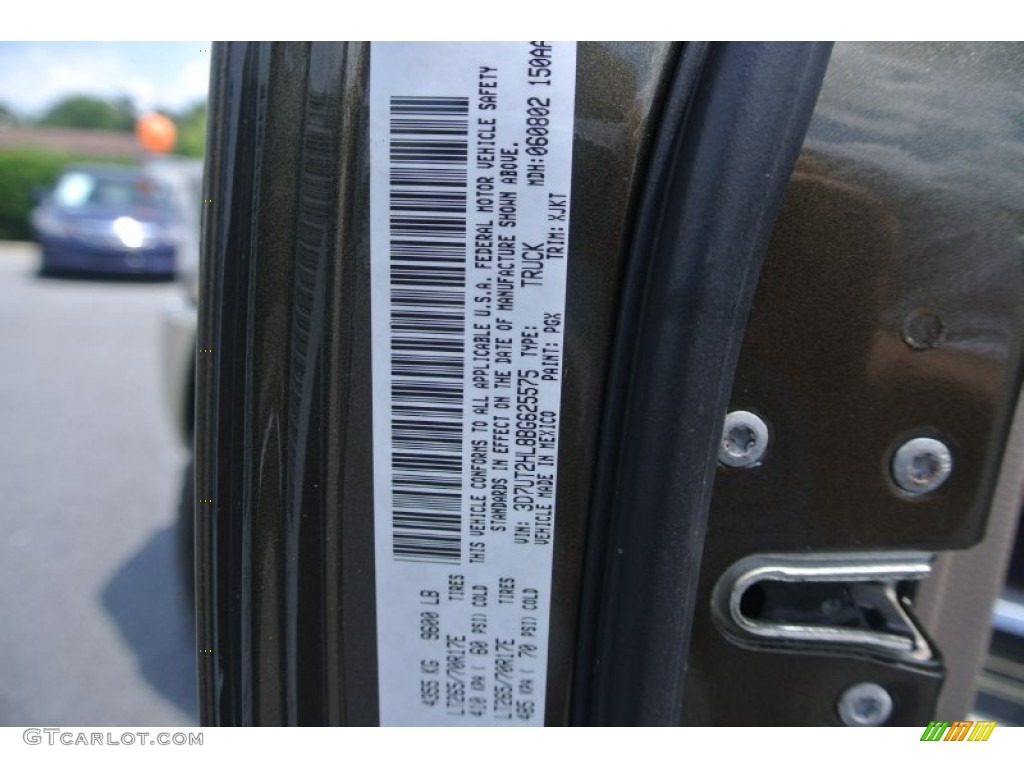 4355 KG 9600 LB
LT265/70R17E TIRES
410 KPA ( 60 PSI) COLD
LT265/70R17E TIRES
485 KPA ( 70 PSI) COLD
THIS VEHICLE CONFORMS TO ALL APPLICABLE U.S.A. FEDERAL MOTOR VEHICLE SAFETY
STANDARDS IN EFFECT ON THE DATE OF MANUFACTURE SHOWN ABOVE.
VIN: 3D7UT2HL8BG625575 TYPE: TRUCK MDH:060802 150AA
VEHICLE MADE IN MEXICO PAINT: PGX TRIM: XJKT
GTCARLOT.COM